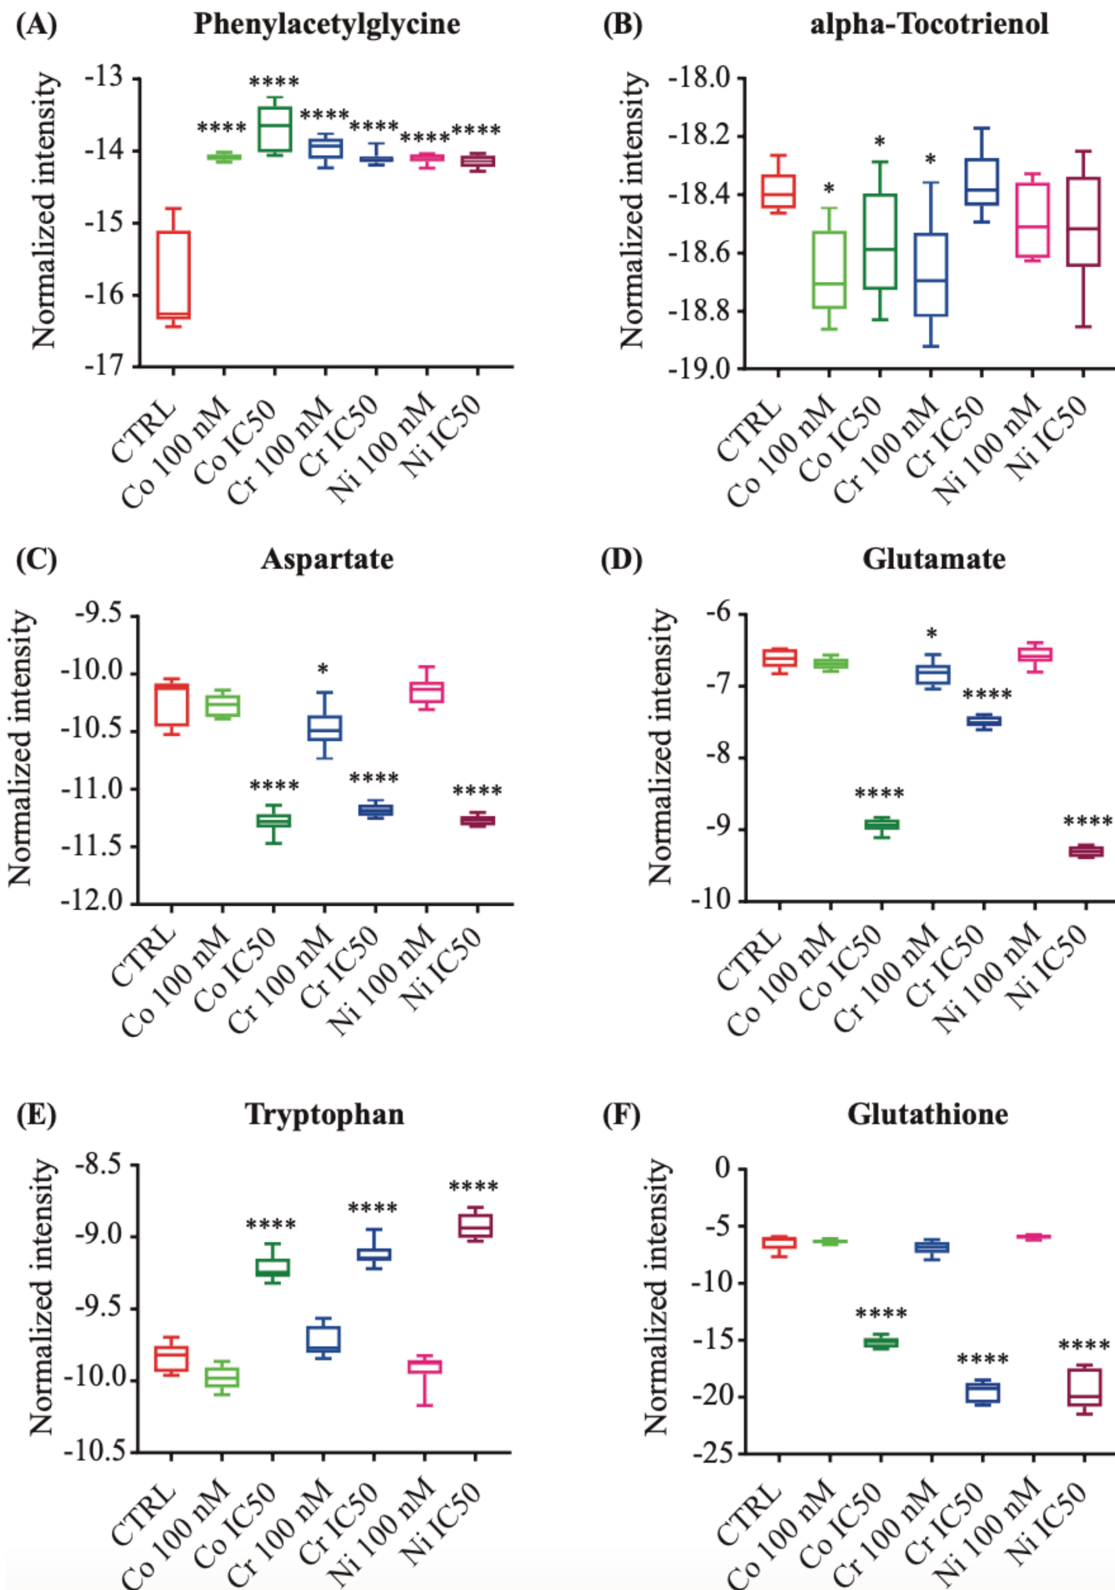 (A) Phenylacetylglycine
Normalized intensity
-13
-14
-15
-16
-17
****
****
****
****
****
****
CTRL
Co 100 nM
Co IC50
Cr 100 nM
Cr IC50
Ni 100 nM
Ni IC50
(B) alpha-Tocotrienol
Normalized intensity
-18.0
-18.2
-18.4
-18.6
-18.8
-19.0
*
*
*
CTRL
Co 100 nM
Co IC50
Cr 100 nM
Cr IC50
Ni 100 nM
Ni IC50
(C) Aspartate
Normalized intensity
-9.5
-10.0
-10.5
-11.0
-11.5
-12.0
****
*
****
****
CTRL
Co 100 nM
Co IC50
Cr 100 nM
Cr IC50
Ni 100 nM
Ni IC50
(D) Glutamate
Normalized intensity
-6
-7
-8
-9
-10
****
*
****
****
CTRL
Co 100 nM
Co IC50
Cr 100 nM
Cr IC50
Ni 100 nM
Ni IC50
(E) Tryptophan
Normalized intensity
-8.5
-9.0
-9.5
-10.0
-10.5
****
****
****
CTRL
Co 100 nM
Co IC50
Cr 100 nM
Cr IC50
Ni 100 nM
Ni IC50
(F) Glutathione
Normalized intensity
0
-5
-10
-15
-20
-25
****
****
****
CTRL
Co 100 nM
Co IC50
Cr 100 nM
Cr IC50
Ni 100 nM
Ni IC50